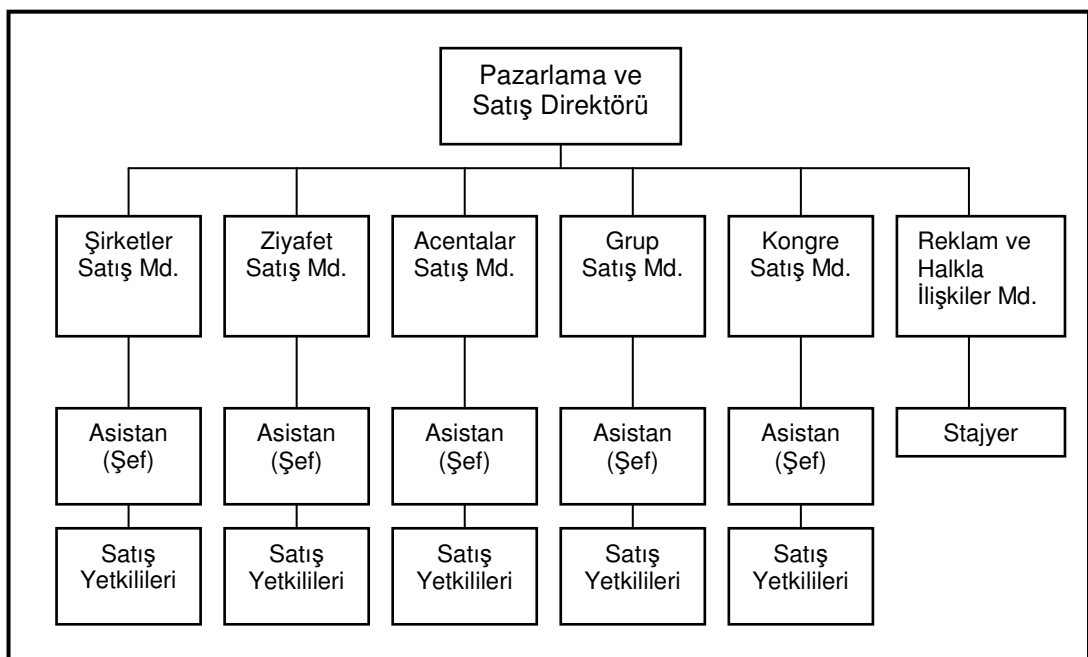 Pazarlama ve
Satış Direktörü
Şirketler
Satış Md.
Ziyafet
Satış Md.
Acentalar
Satış Md.
Grup
Satış Md.
Kongre
Satış Md.
Reklam ve
Halkla
İlişkiler Md.
Asistan
(Şef)
Asistan
(Şef)
Asistan
(Şef)
Asistan
(Şef)
Asistan
(Şef)
Stajyer
Satış
Yetkilileri
Satış
Yetkilileri
Satış
Yetkilileri
Satış
Yetkilileri
Satış
Yetkilileri